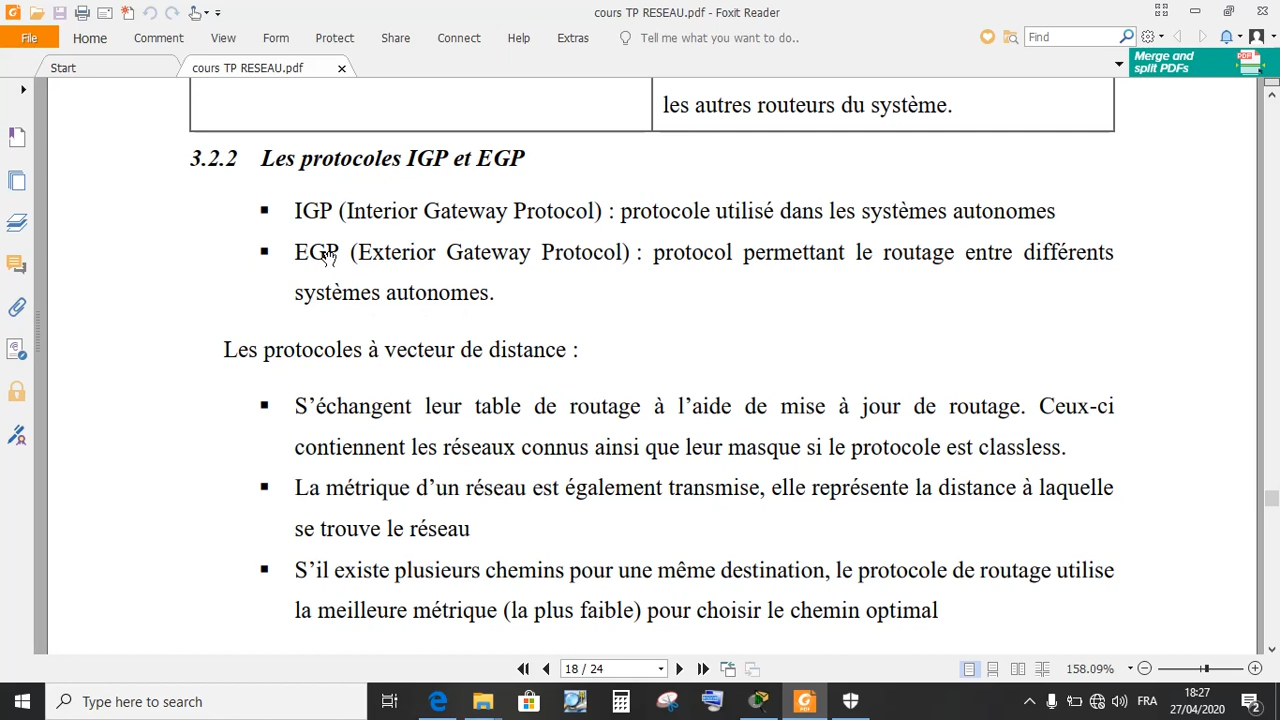 cours TP RESEAU.pdf - Foxit Reader
File Home Comment View Form Protect Share Connect Help Extras Tell me what you want to do.. Find
Start cours TP RESEAU.pdf
Merge and
split PDFs
les autres routeurs du système.
3.2.2 Les protocoles IGP et EGP
▪ IGP (Interior Gateway Protocol) : protocole utilisé dans les systèmes autonomes
▪ EGP (Exterior Gateway Protocol) : protocol permettant le routage entre différents
systèmes autonomes.
Les protocoles à vecteur de distance :
▪ S’échangent leur table de routage à l’aide de mise à jour de routage. Ceux-ci
contiennent les réseaux connus ainsi que leur masque si le protocole est classless.
▪ La métrique d’un réseau est également transmise, elle représente la distance à laquelle
se trouve le réseau
▪ S’il existe plusieurs chemins pour une même destination, le protocole de routage utilise
la meilleure métrique (la plus faible) pour choisir le chemin optimal
18 / 24 158.09%
Type here to search FRA 18:27
27/04/2020 2